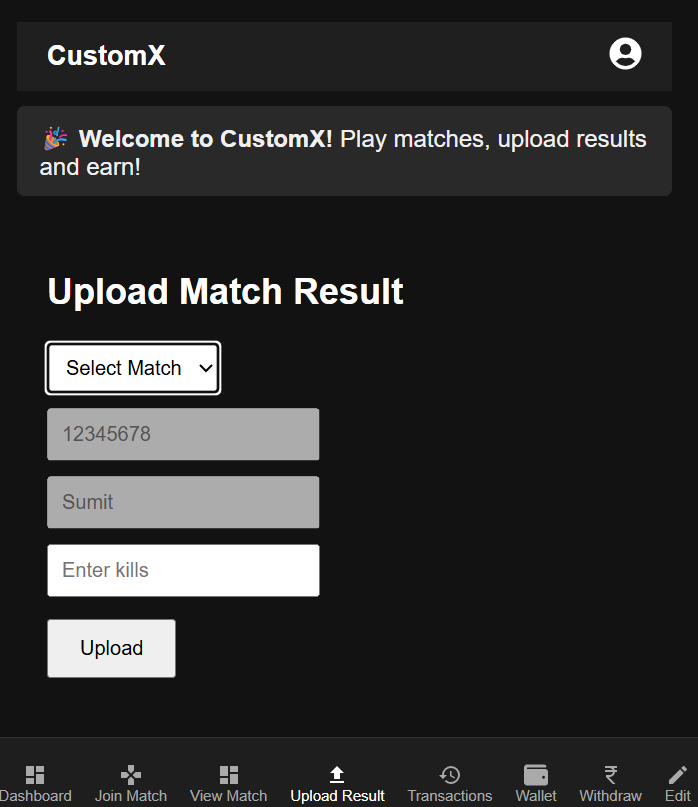 CustomX
🎉 Welcome to CustomX! Play matches, upload results
and earn!
Upload Match Result
Select Match
12345678
Sumit
Enter kills
Upload
Dashboard Join Match View Match Upload Result Transactions Wallet Withdraw Edit